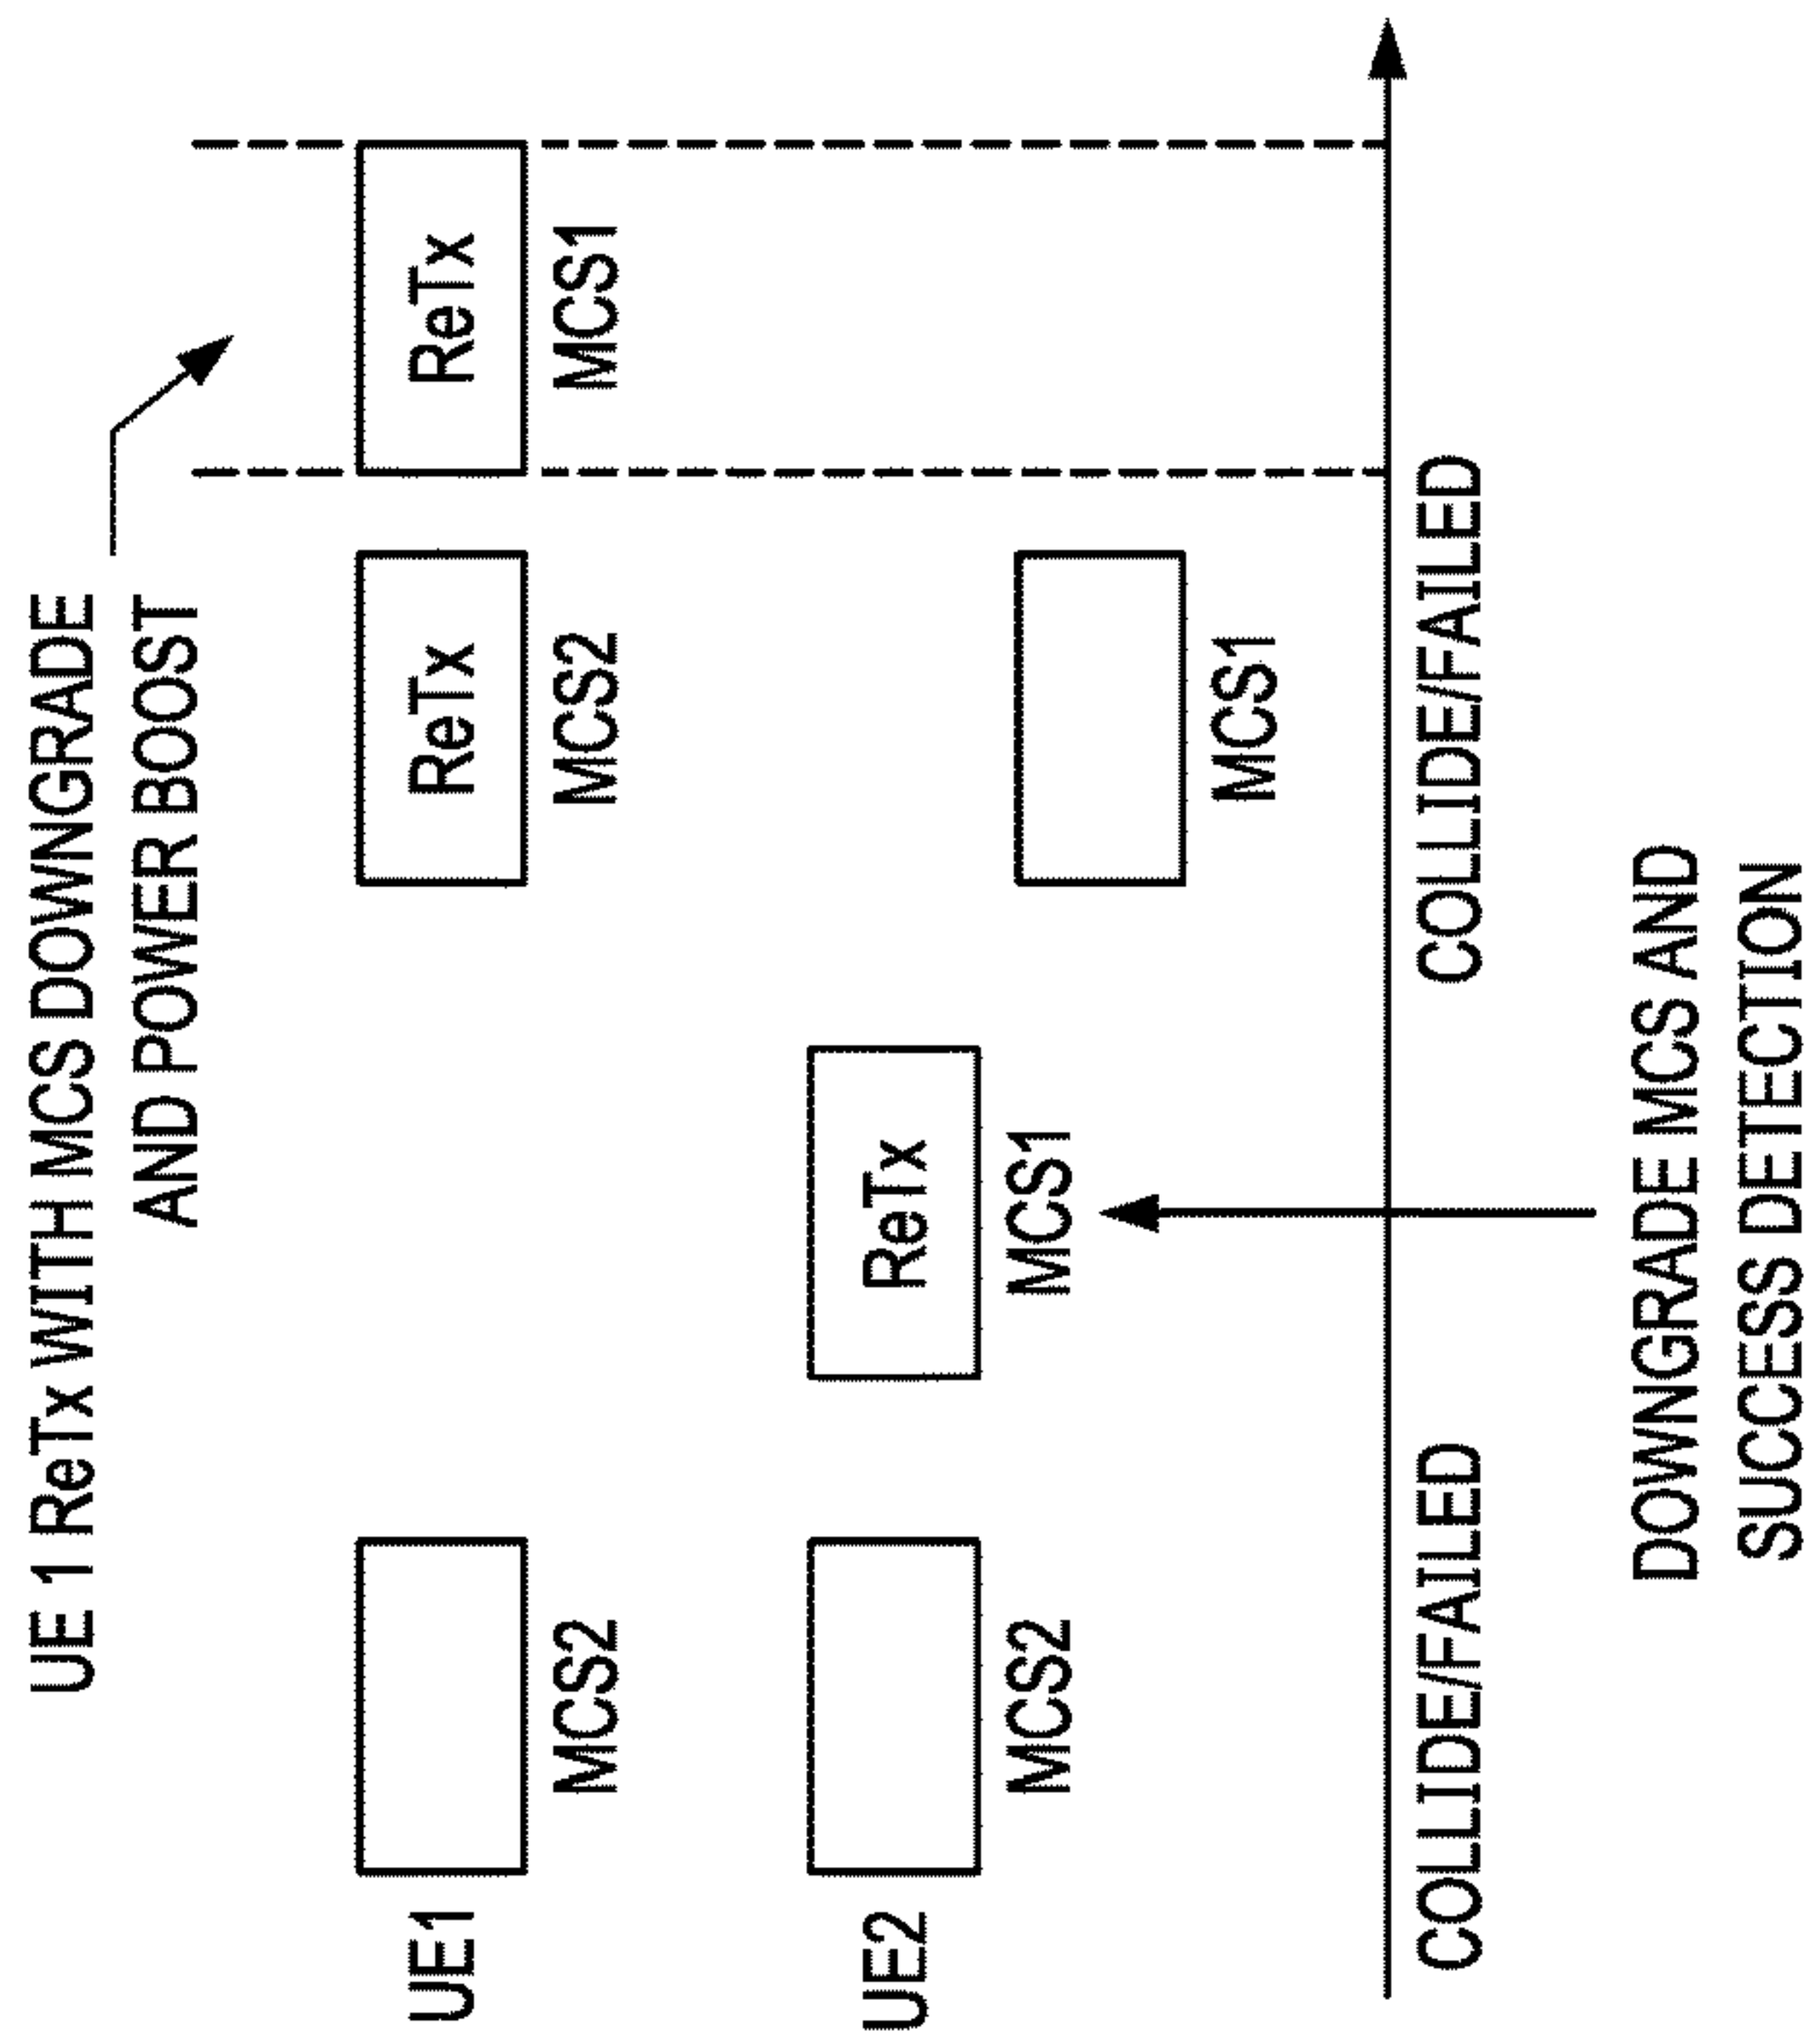 UE 1 ReTx WITH MCS DOWNGRADE
AND POWER BOOST
UE1
ReTx
ReTx
MCS2
MCS2
MCS1
UE2
ReTx
MCS2
MCS1
MCS1
COLLIDE/FAILED
COLLIDE/FAILED
DOWNGRADE MCS AND
SUCCESS DETECTION